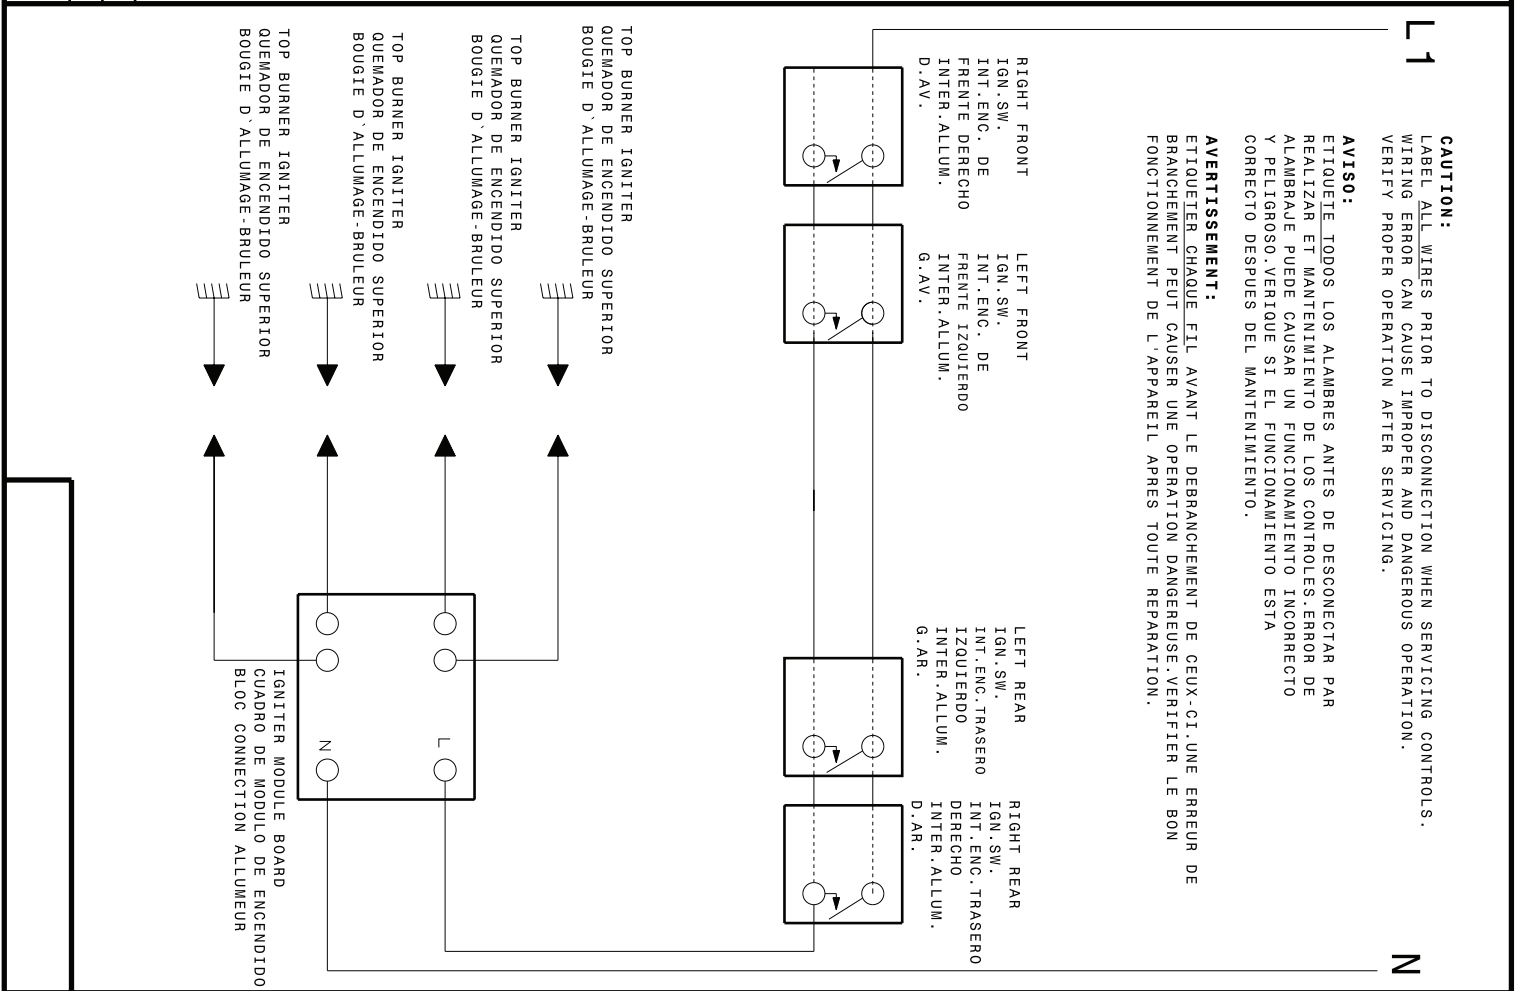 L1
N
CAUTION:
LABEL ALL WIRES PRIOR TO DISCONNECTION WHEN SERVICING CONTROLS.
WIRING ERROR CAN CAUSE IMPROPER AND DANGEROUS OPERATION.
VERIFY PROPER OPERATION AFTER SERVICING.
AVISO:
ETIQUETE TODOS LOS ALAMBRES ANTES DE DESCONECTAR PAR
REALIZAR ET MANTENIMIENTO DE LOS CONTROLES.ERROR DE
ALAMBRAJE PUEDE CAUSAR UN FUNCIONAMIENTO INCORRECTO
Y PELIGROSO.VERIQUE SI EL FUNCIONAMIENTO ESTA
CORRECTO DESPUES DEL MANTENIMIENTO.
AVERTISSEMENT:
ETIQUETER CHAQUE FIL AVANT LE DEBRANCHEMENT DE CEUX-CI.UNE ERREUR DE
BRANCHEMENT PEUT CAUSER UNE OPERATION DANGEREUSE.VERIFIER LE BON
FONCTIONNEMENT DE L'APPAREIL APRES TOUTE REPARATION.
RIGHT FRONT
IGN.SW.
INT.ENC. DE
FRENTE DERECHO
INTER.ALLUM.
D.AV.
LEFT FRONT
IGN.SW.
INT.ENC. DE
FRENTE IZQUIERDO
INTER.ALLUM.
G.AV.
LEFT REAR
IGN.SW.
INT.ENC.TRASERO
IZQUIERDO
INTER.ALLUM.
G.AR.
RIGHT REAR
IGN.SW.
INT.ENC.TRASERO
DERECHO
INTER.ALLUM.
D.AR.
TOP BURNER IGNITER
QUEMADOR DE ENCENDIDO SUPERIOR
BOUGIE D`ALLUMAGE-BRULEUR
TOP BURNER IGNITER
QUEMADOR DE ENCENDIDO SUPERIOR
BOUGIE D`ALLUMAGE-BRULEUR
TOP BURNER IGNITER
QUEMADOR DE ENCENDIDO SUPERIOR
BOUGIE D`ALLUMAGE-BRULEUR
TOP BURNER IGNITER
QUEMADOR DE ENCENDIDO SUPERIOR
BOUGIE D`ALLUMAGE-BRULEUR
L
N
IGNITER MODULE BOARD
CUADRO DE MODULO DE ENCENDIDO
BLOC CONNECTION ALLUMEUR